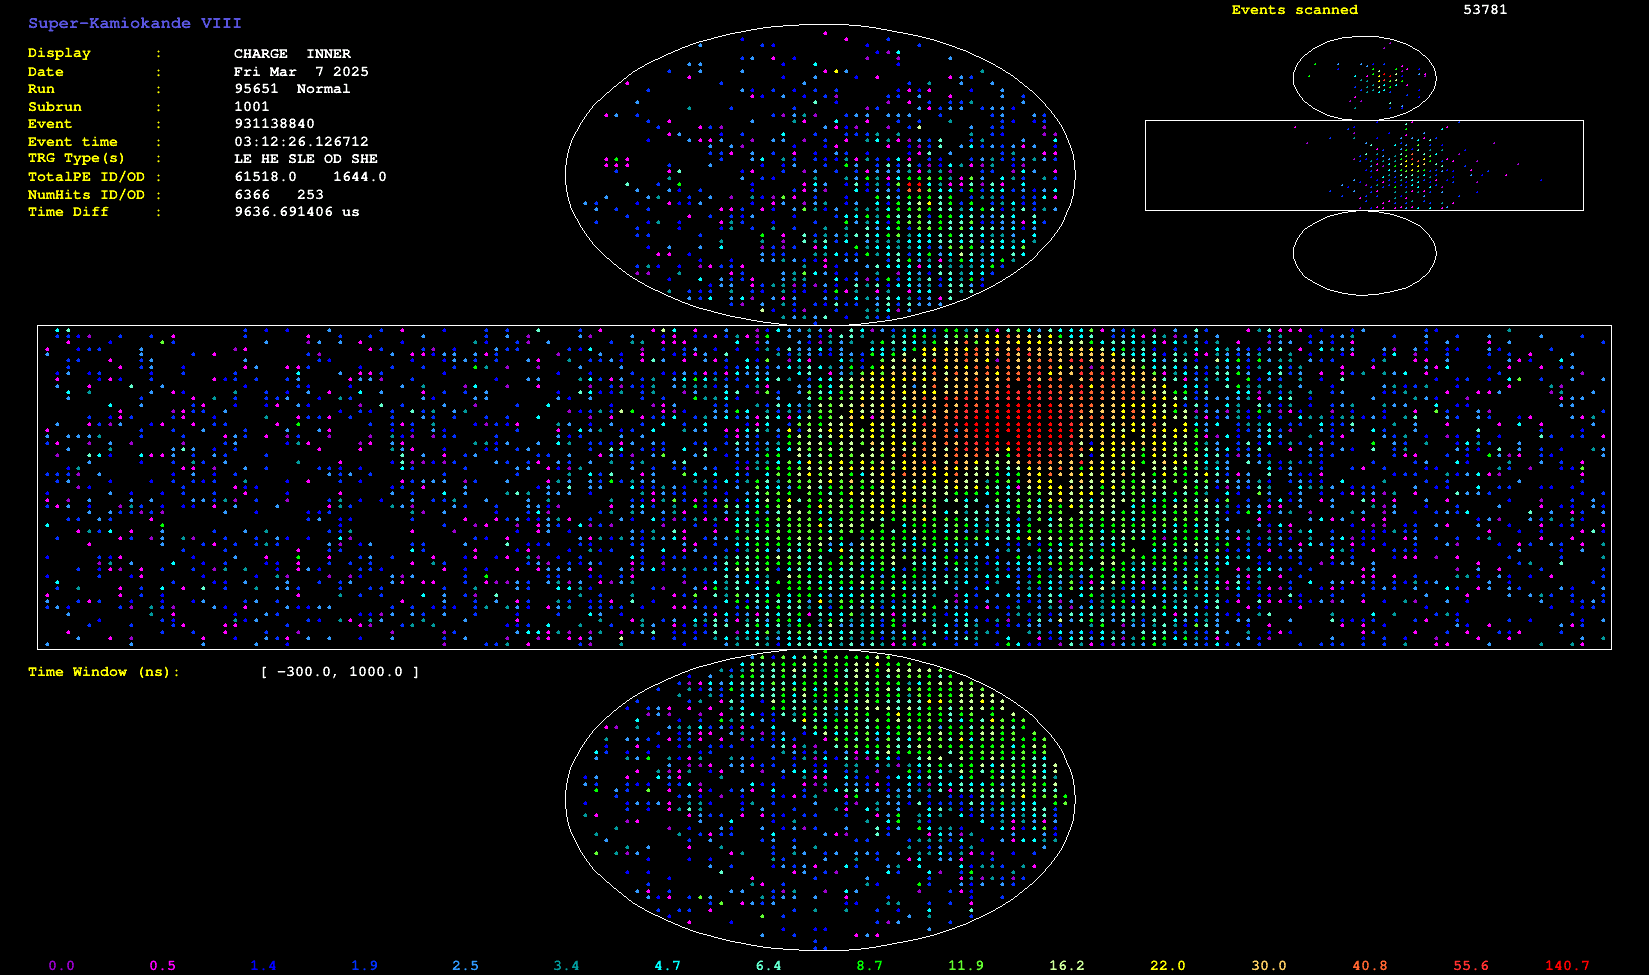 Super-Kamiokande VIII
Events scanned 53781
Display : CHARGE INNER
Date : Fri Mar 7 2025
Run : 95651 Normal
Subrun : 1001
Event : 931138840
Event time : 03:12:26.126712
TRG Type(s) : LE HE SLE OD SHE
TotalPE ID/OD : 61518.0 1644.0
NumHits ID/OD : 6366 253
Time Diff : 9636.691406 us
Time Window (ns): [ -300.0, 1000.0 ]
0.0 0.5 1.4 1.9 2.5 3.4 4.7 6.4 8.7 11.9 16.2 22.0 30.0 40.8 55.6 140.7